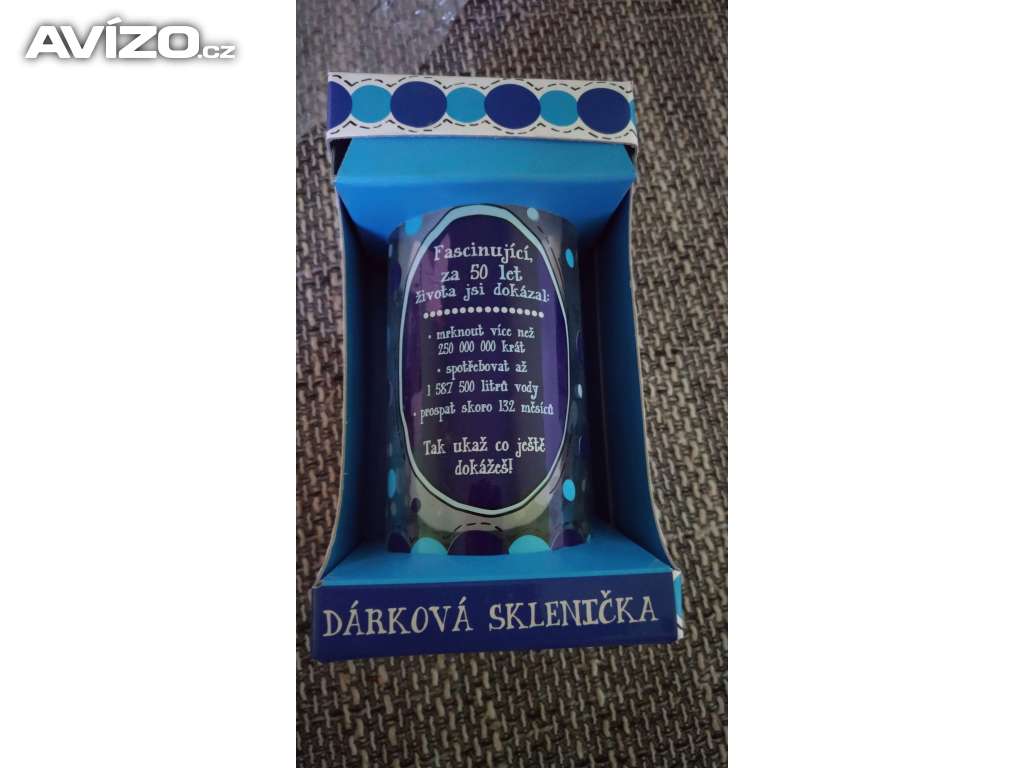 AVÍZO.cz
Fascinující,
za 50 let
života jsi dokázal:
• mrknout více než
250 000 000 krát
• spotřebovat až
1 587 500 litrů vody
• prospat skoro 132 měsíců
Tak ukaž co ještě
dokážeš!
DÁRKOVÁ SKLENIČKA